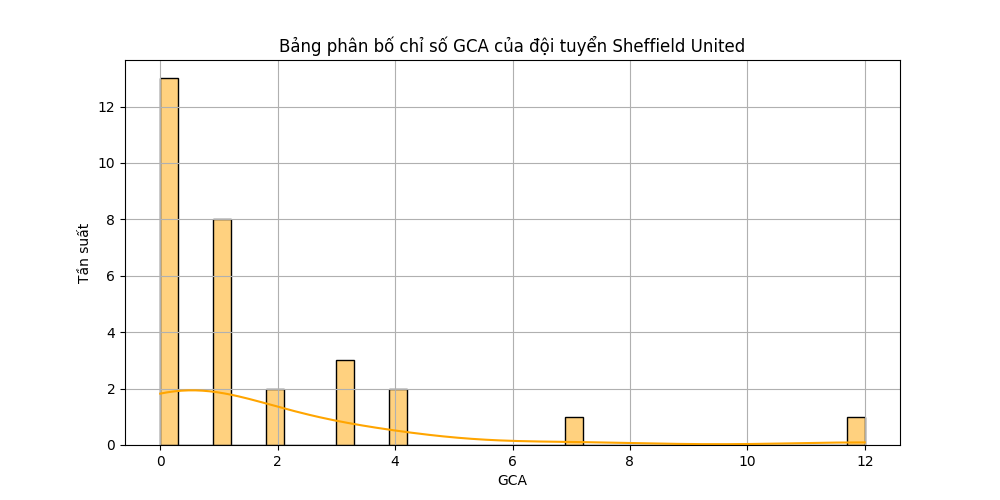 Bảng phân bố chỉ số GCA của đội tuyển Sheffield United
Tần suất
12
10
8
6
4
2
0
0 2 4 6 8 10 12
GCA